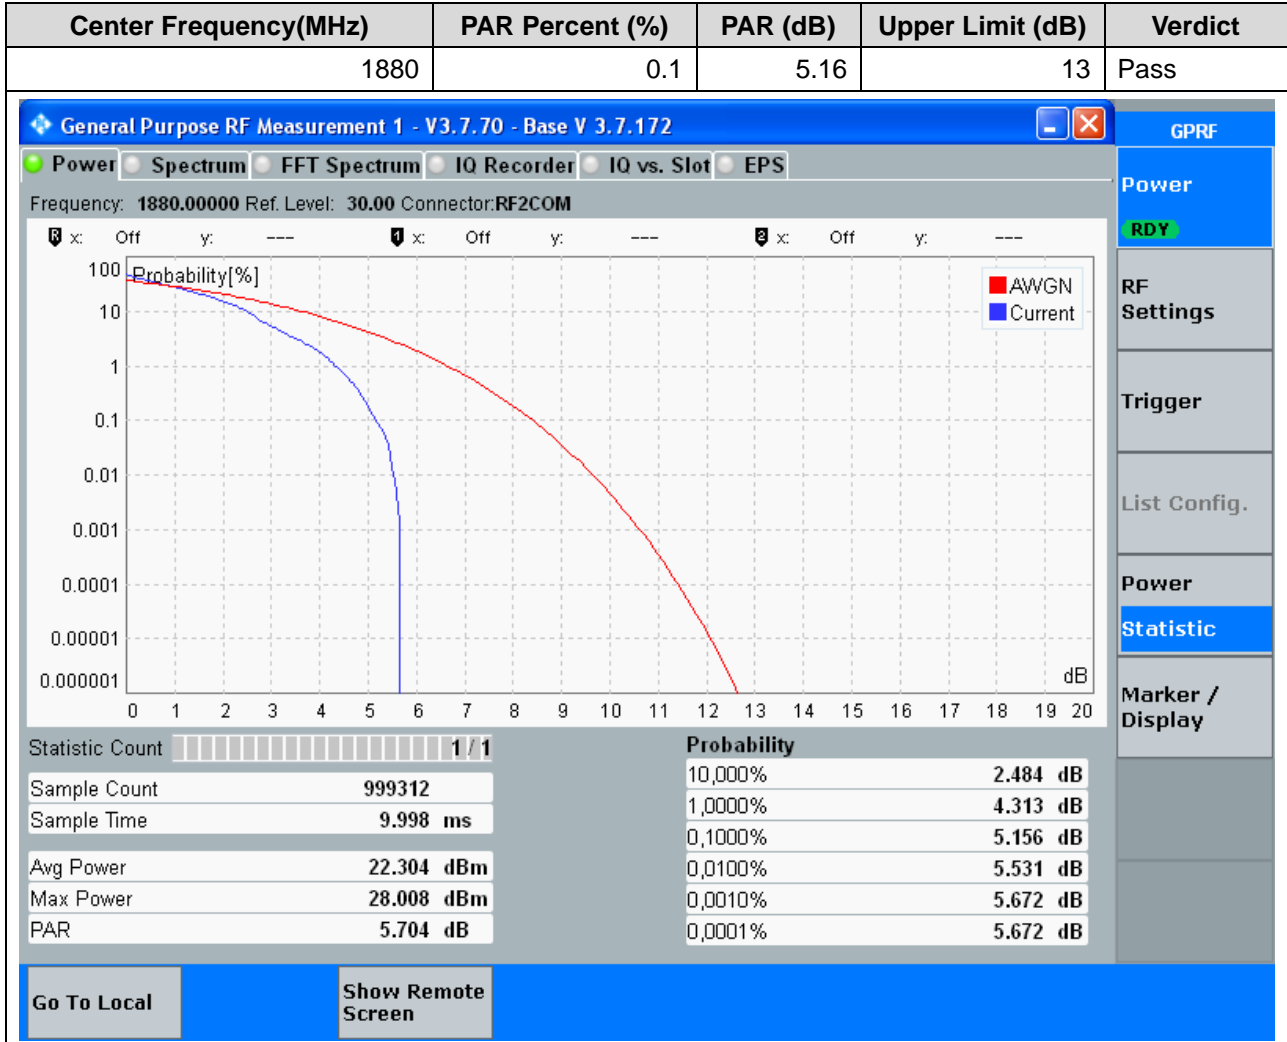 Center Frequency(MHz) PAR Percent (%) PAR (dB) Upper Limit (dB) Verdict
1880 0.1 5.16 13 Pass
General Purpose RF Measurement 1 - V3.7.70 - Base V 3.7.172
GPRF
Power Spectrum FFT Spectrum IQ Recorder IQ vs. Slot EPS
Power
RDY
Frequency: 1880.00000 Ref. Level: 30.00 Connector:RF2COM
R x: Off y: --- 1 x: Off y: --- 2 x: Off y: ---
100 Probability[%]
AWGN
Current
RF
Settings
10
1
Trigger
0.1
0.01
List Config.
0.001
0.0001
Power
Statistic
0.00001
0.000001
dB
Marker /
Display
0 1 2 3 4 5 6 7 8 9 10 11 12 13 14 15 16 17 18 19 20
Statistic Count 1 / 1
Probability
Sample Count 999312
Sample Time 9.998 ms
Avg Power 22.304 dBm
Max Power 28.008 dBm
PAR 5.704 dB
10,000% 2.484 dB
1,0000% 4.313 dB
0,1000% 5.156 dB
0,0100% 5.531 dB
0,0010% 5.672 dB
0,0001% 5.672 dB
Go To Local
Show Remote
Screen